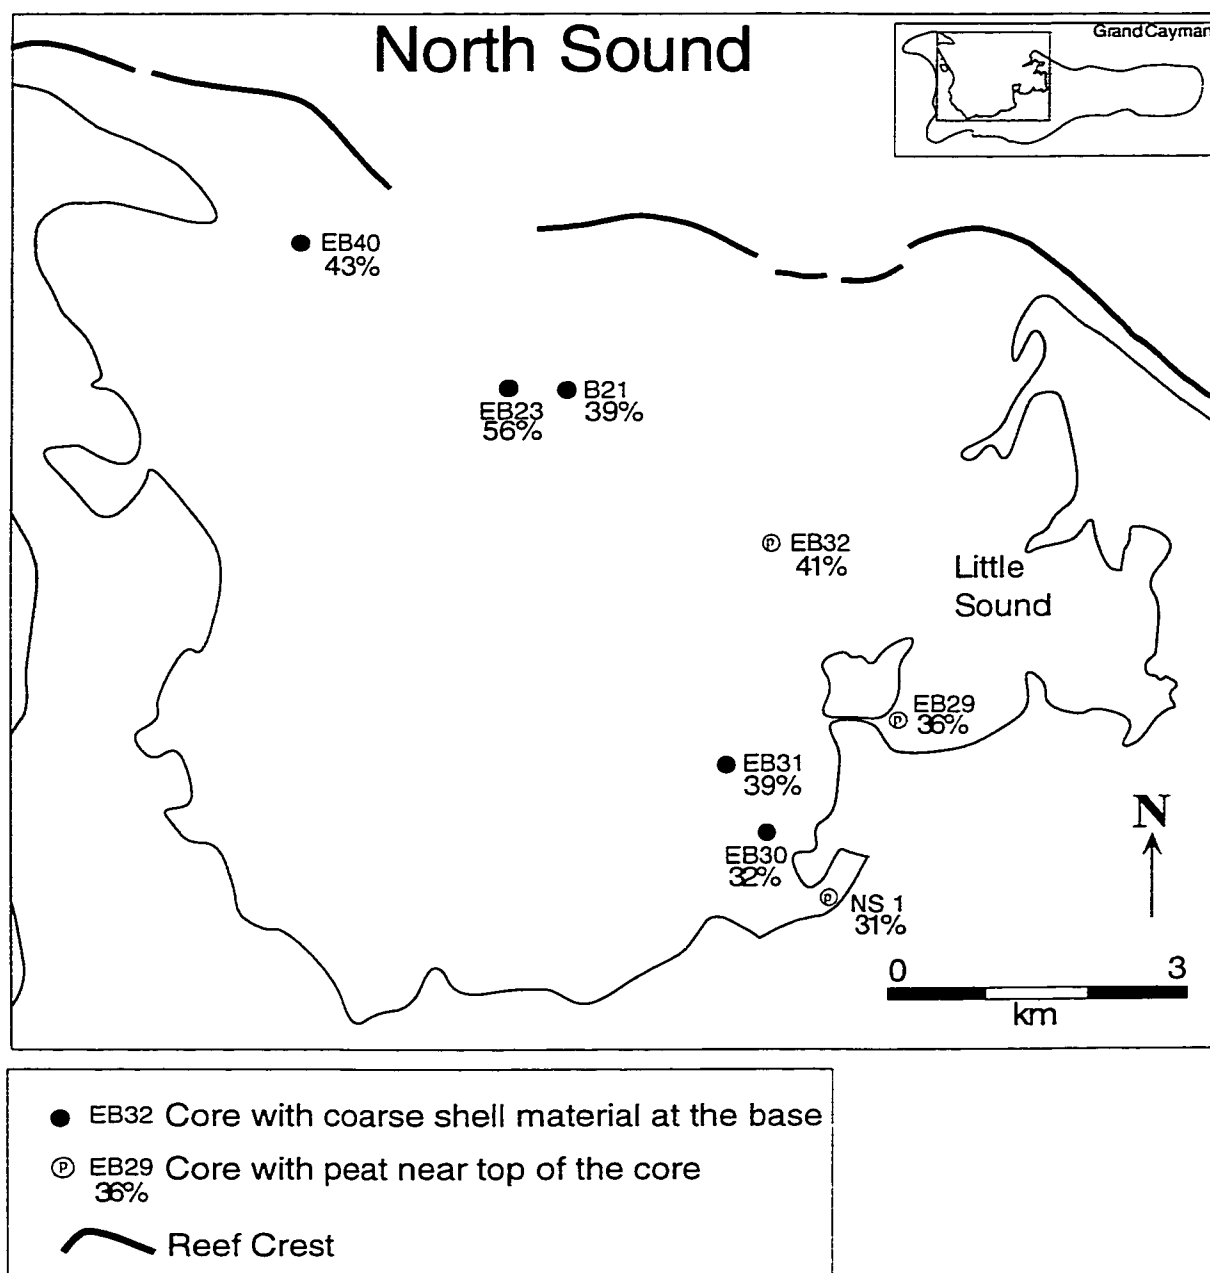 North Sound
Grand Cayman
EB40
43%
EB23
56%
B21
39%
EB32
41%
Little
Sound
EB29
36%
EB31
39%
EB30
32%
NS 1
31%
N
0 3
km
EB32 Core with coarse shell material at the base
p EB29 Core with peat near top of the core
36%
Reef Crest